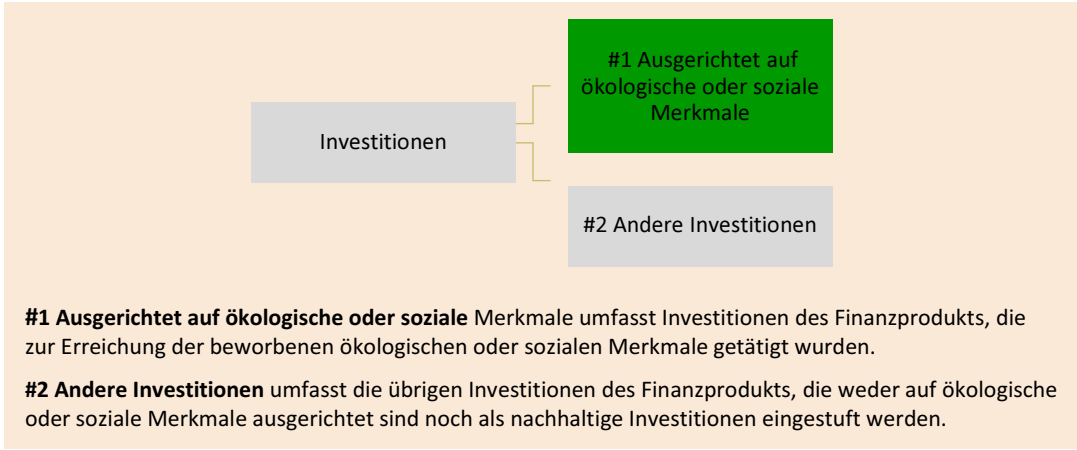 #1 Ausgerichtet auf
ökologische oder soziale
Merkmale
Investitionen
#2 Andere Investitionen
#1 Ausgerichtet auf ökologische oder soziale Merkmale umfasst Investitionen des Finanzprodukts, die
zur Erreichung der beworbenen ökologischen oder sozialen Merkmale getätigt wurden.
#2 Andere Investitionen umfasst die übrigen Investitionen des Finanzprodukts, die weder auf ökologische
oder soziale Merkmale ausgerichtet sind noch als nachhaltige Investitionen eingestuft werden.